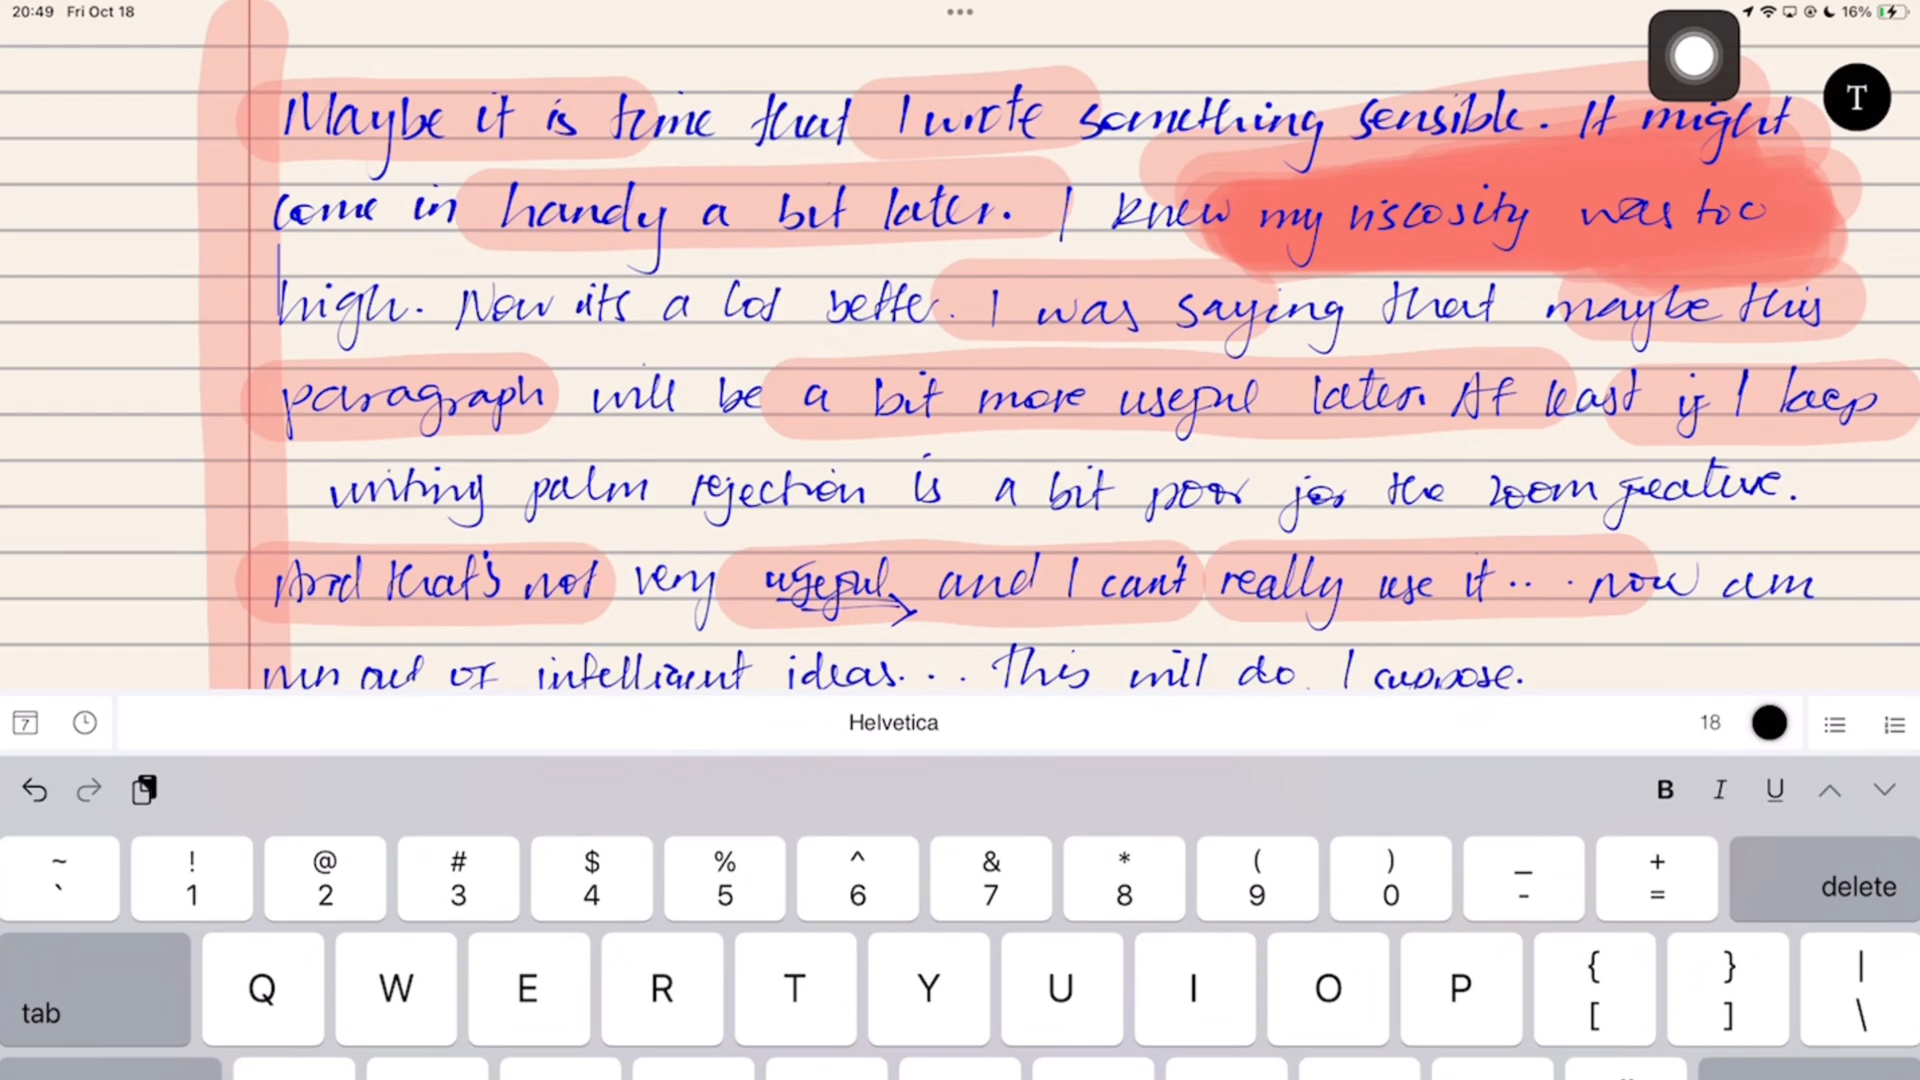 20:49 Fri Oct 18
16%
T
Maybe it is time that I wrote something sensible. It might
come in handy a bit later. I knew my viscosity was too
high. Now its a lot better. I was saying that maybe this
paragraph will be a bit more useful later. At least if I keep
writing palm rejection is a bit poor for the zoom feature.
And that's not very useful and I can't really use it... now am
run out of intelligent ideas... This will do I suppose.
7 Helvetica 18
B I U
~ ! @ # $ % ^ & * ( ) _ +
` 1 2 3 4 5 6 7 8 9 0 - = delete
tab Q W E R T Y U I O P { [ } ] | \